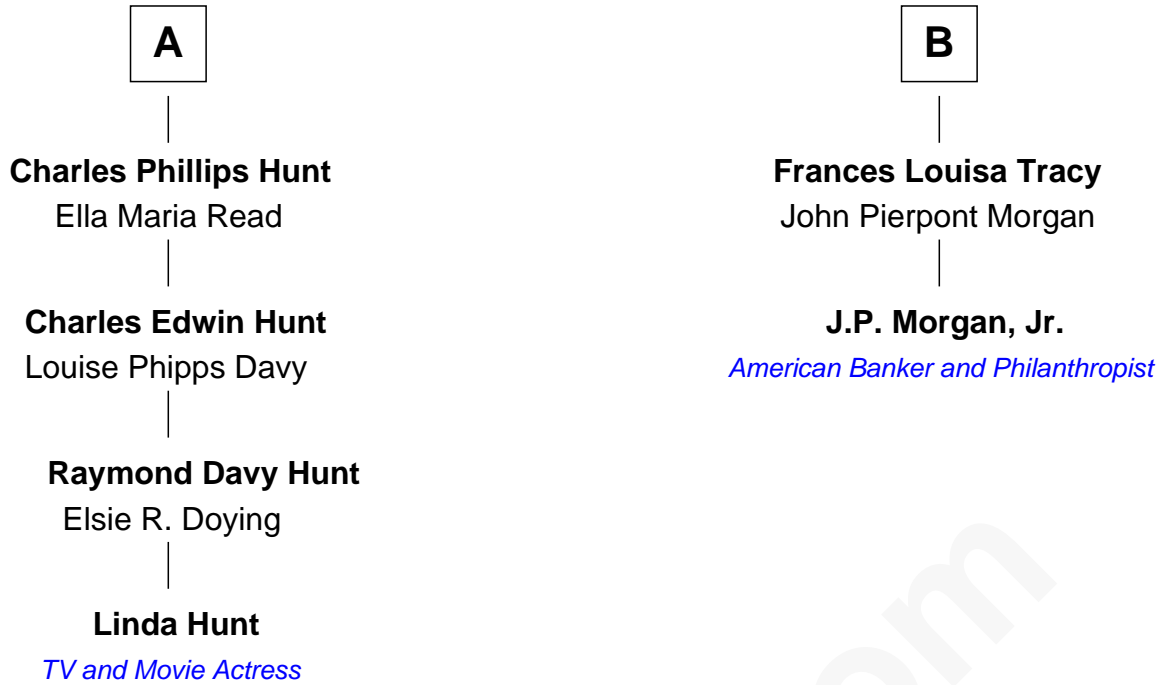 A
Charles Phillips Hunt
Ella Maria Read
Charles Edwin Hunt
Louise Phipps Davy
Raymond Davy Hunt
Elsie R. Doying
Linda Hunt
TV and Movie Actress
B
Frances Louisa Tracy
John Pierpont Morgan
J.P. Morgan, Jr.
American Banker and Philanthropist
om